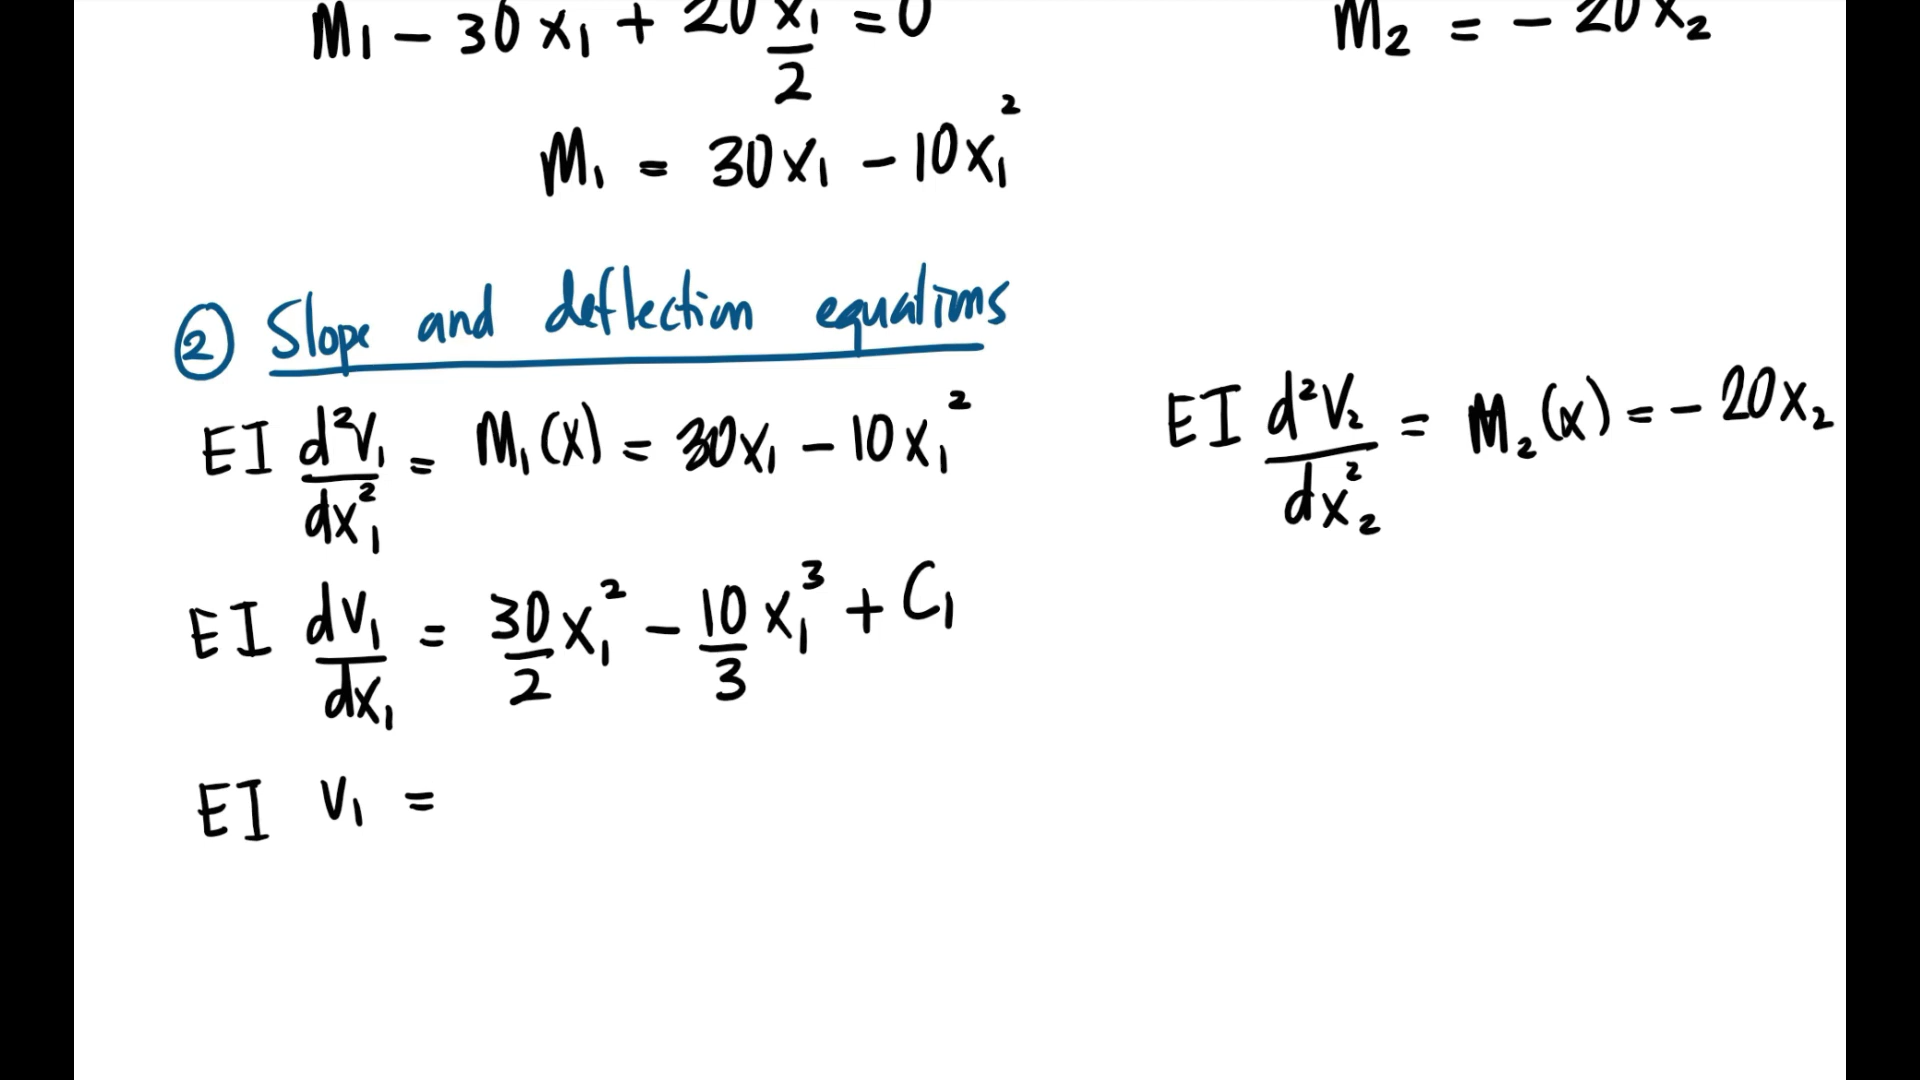 M₁ - 30x₁ + 20 x₁/2 = 0
M₂ = - 20x₂
M₁ = 30x₁ - 10x₁²
② Slope and deflection equations
EI d²V₁/dx₁² = M₁(x) = 30x₁ - 10x₁²
EI d²V₂/dx₂² = M₂(x) = - 20x₂
EI dV₁/dx₁ = 30/2 x₁² - 10/3 x₁³ + C₁
EI V₁ =